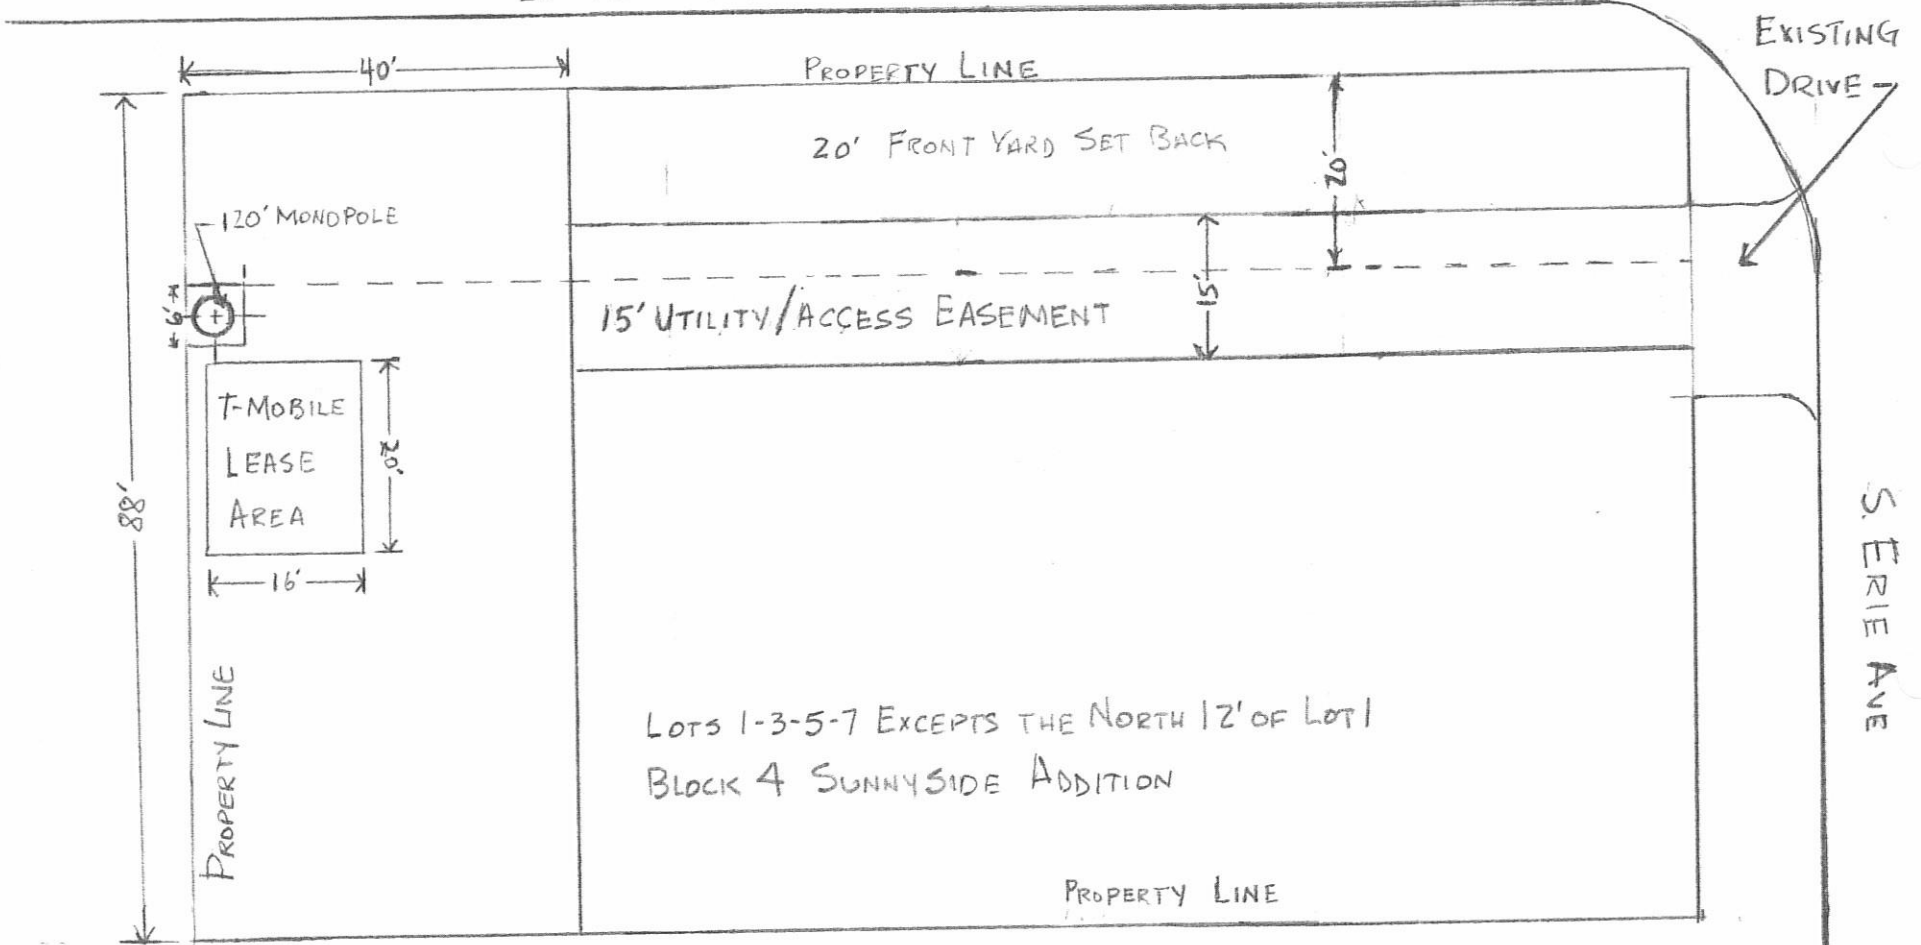 EXISTING
DRIVE
40'
PROPERTY LINE
20' FRONT YARD SET BACK
20'
120' MONOPOLE
6'
15' UTILITY/ACCESS EASEMENT
15'
T-MOBILE
LEASE
AREA
20'
16'
88'
S. ERIE AVE
PROPERTY LINE
LOTS 1-3-5-7 EXCEPTS THE NORTH 12' OF LOT 1
BLOCK 4 SUNNYSIDE ADDITION
PROPERTY LINE